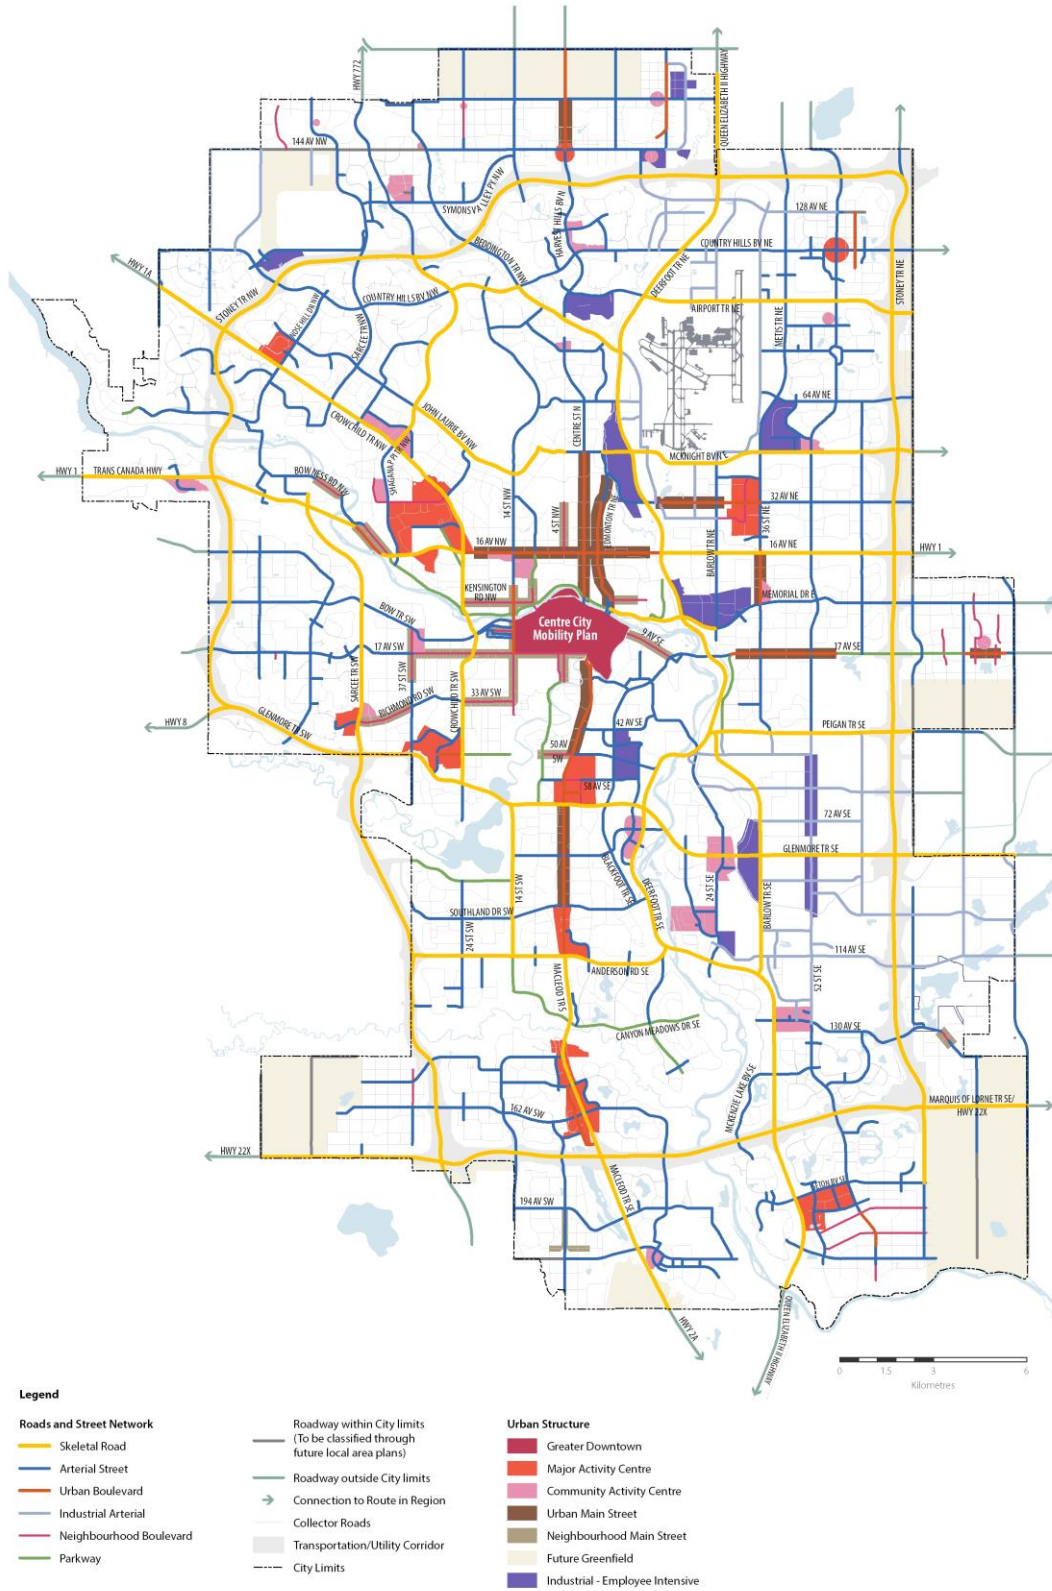 HWY 772
QUEEN ELIZABETH II HIGHWAY
144 AV NW
SYMONS VALLEY PY NW
HARVEST HILLS BV N
128 AV NE
BEDDINGTON TR NW
COUNTRY HILLS BV NE
HWY 1A
DEERFOOT TR NE
STONEY TR NE
STONEY TR NW
COUNTRY HILLS BV NW
AIRPORT TR NE
METIS TR NE
SARCEE TR NW
JOHN LAURIE BV NW
64 AV NE
CROWCHILD TR NW
CENTRE ST N
MCKNIGHT BV NE
HWY 1
TRANS CANADA HWY
SHAGANAPPI TR NW
BOWNESS RD NW
14 ST NW
4 ST NW
EDMONTON TR NE
32 AV NE
36 ST NE
16 AV NW
BARLOW TR NE
16 AV NE
HWY 1
KENSINGTON
RD NW
MEMORIAL DR E
BOW TR SW
Centre City
Mobility Plan
9 AV SE
17 AV SW
17 AV SE
37 ST SW
SARCEE TR SW
CROWCHILD TR SW
33 AV SW
RICHMOND RD SW
HWY 8
GLENMORE TR SW
42 AV SE
PEIGAN TR SE
50 AV
SW
58 AV SE
72 AV SE
GLENMORE TR SE
BLACKFOOT TR SE
14 ST SW
24 ST SE
DEERFOOT TR SE
BARLOW TR SE
SOUTHLAND DR SW
24 ST SW
114 AV SE
ANDERSON RD SE
52 ST SE
MACLEOD TR S
CANYON MEADOWS DR SE
130 AV SE
MCKENZIE LAKE BV SE
MARQUIS OF LORNE TR SE/
HWY 22X
162 AV SW
HWY 22X
MACLEOD TR SE
194 AV SW
HWY 2A
QUEEN ELIZABETH II HIGHWAY
0 1.5 3 6
Kilometres
Legend
Roads and Street Network
Skeletal Road
Arterial Street
Urban Boulevard
Industrial Arterial
Neighbourhood Boulevard
Parkway
Roadway within City limits
(To be classified through
future local area plans)
Roadway outside City limits
Connection to Route in Region
Collector Roads
Transportation/Utility Corridor
City Limits
Urban Structure
Greater Downtown
Major Activity Centre
Community Activity Centre
Urban Main Street
Neighbourhood Main Street
Future Greenfield
Industrial - Employee Intensive